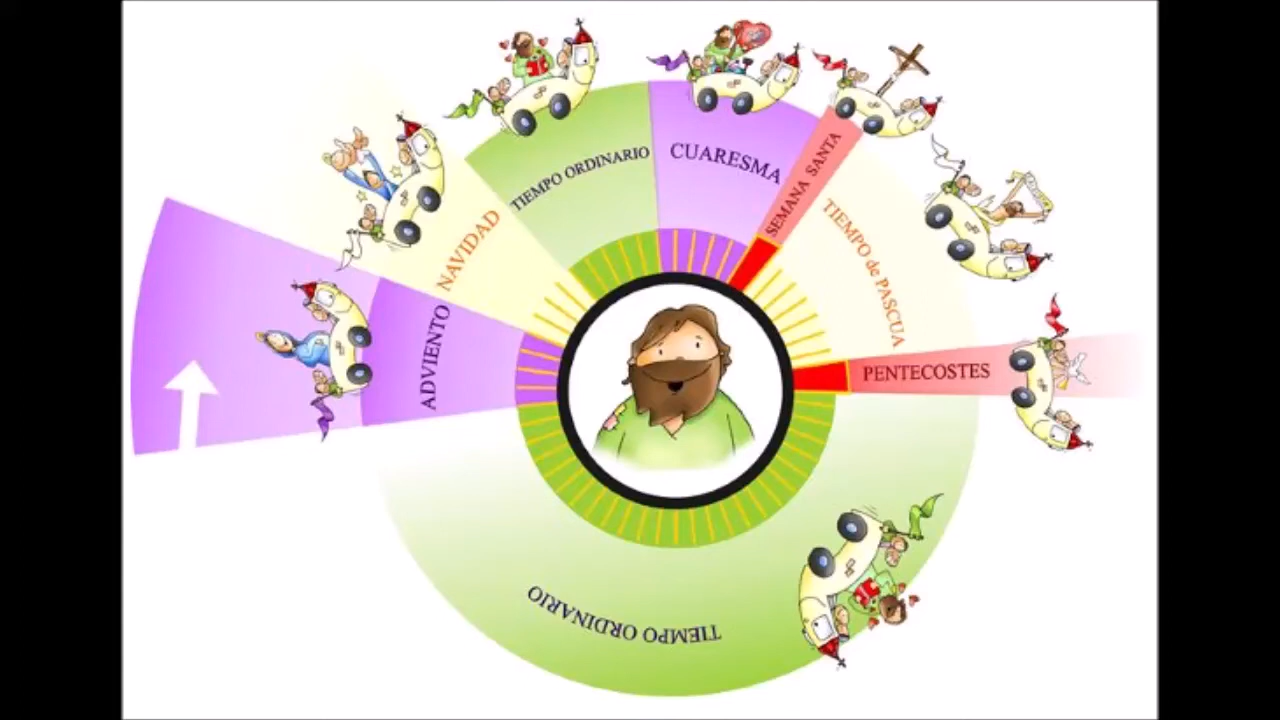 ADVIENTO
NAVIDAD
TIEMPO ORDINARIO
CUARESMA
SEMANA SANTA
TIEMPO de PASCUA
PENTECOSTES
TIEMPO ORDINARIO